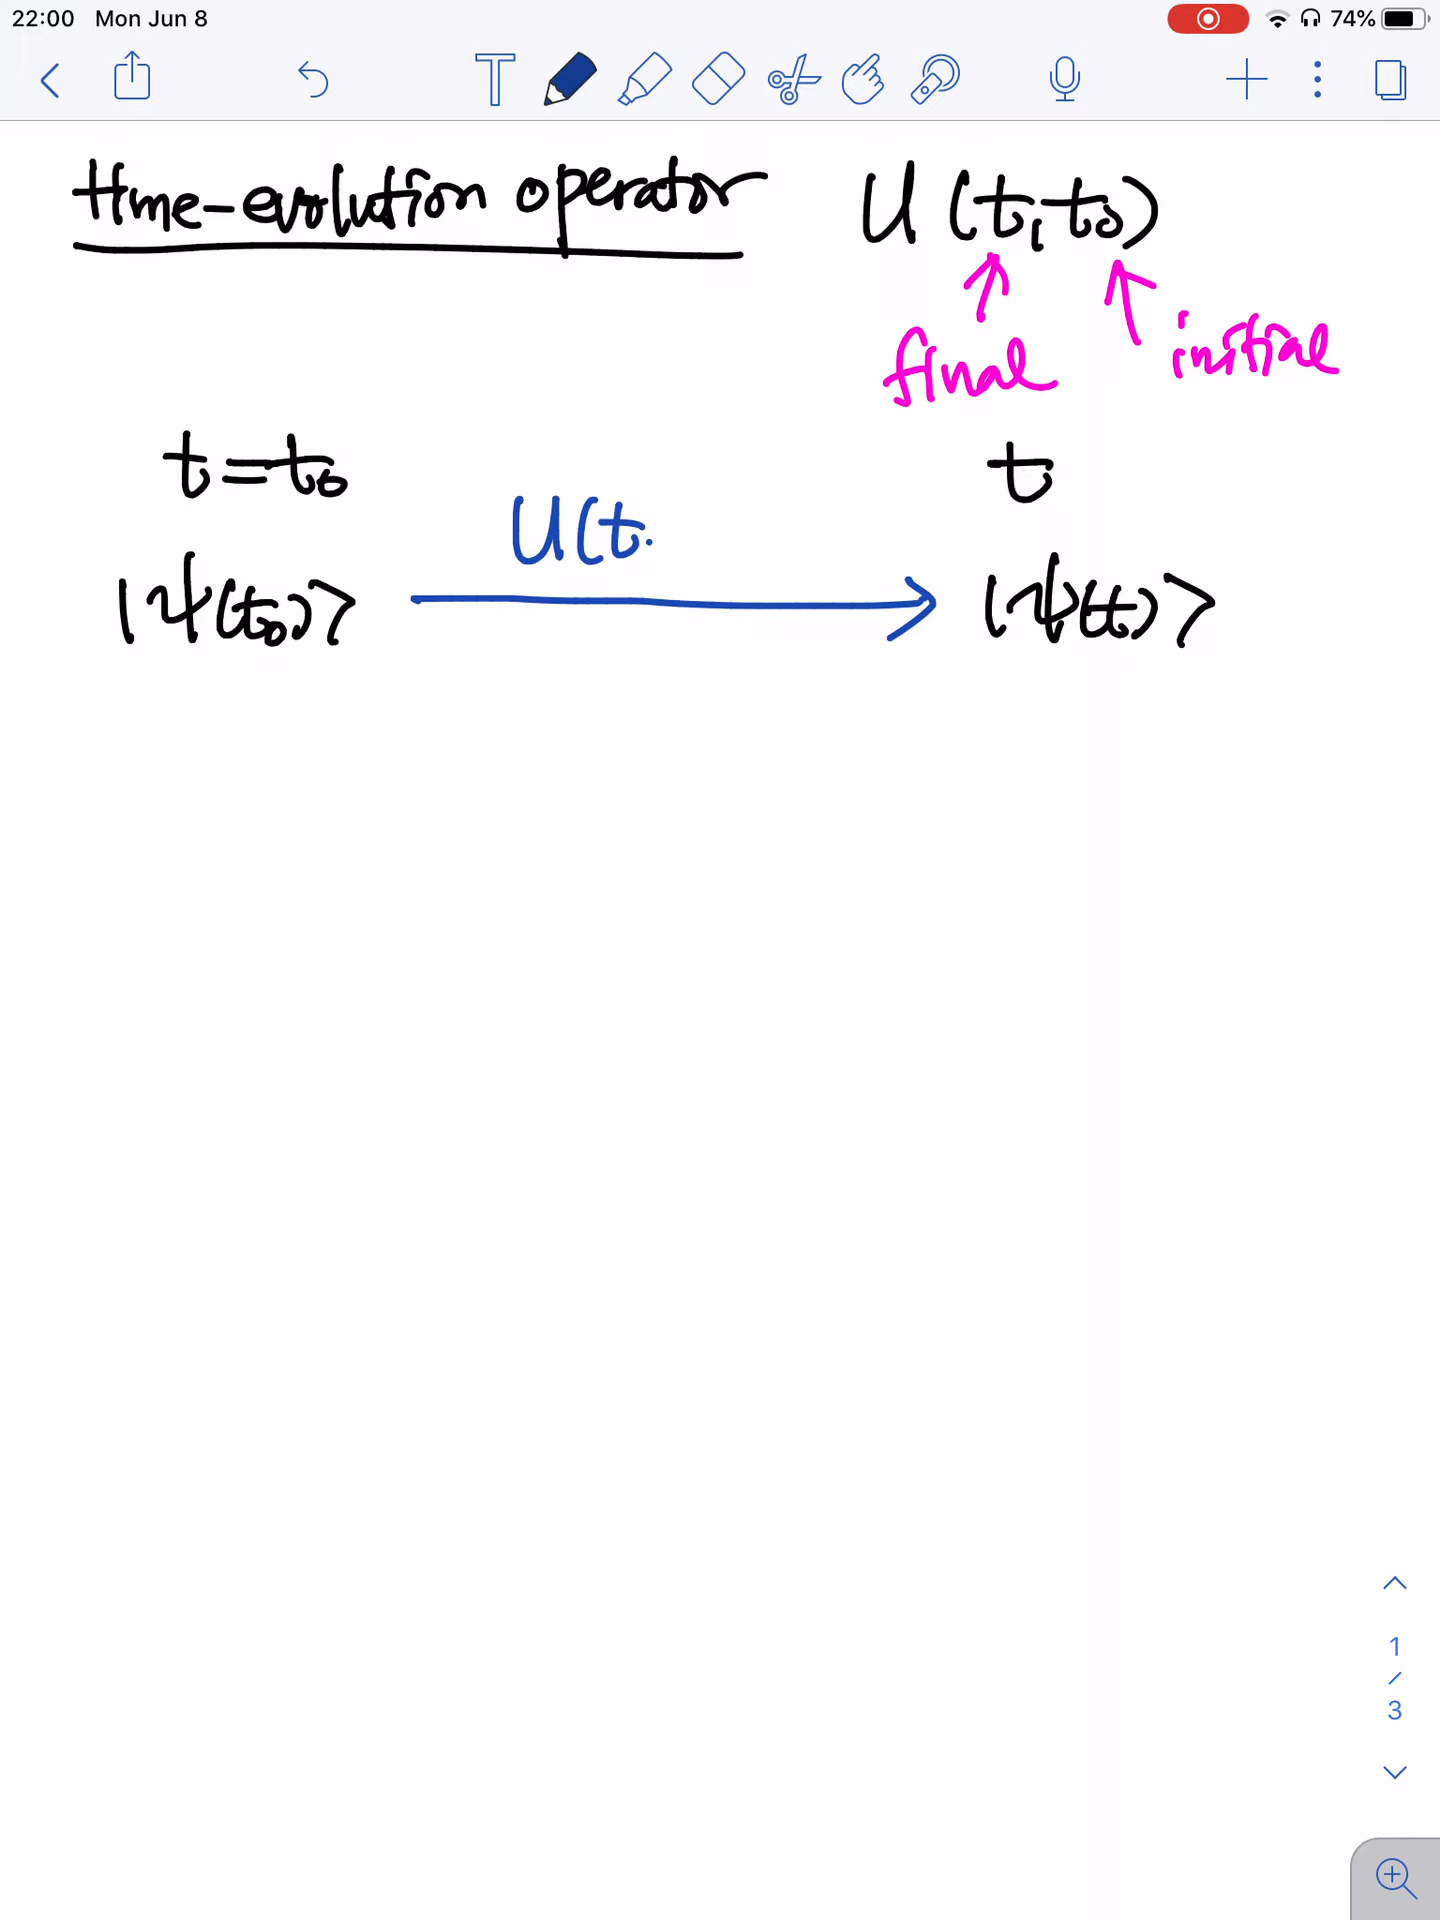 22:00 Mon Jun 8 74%
T
time-evolution operator U (t, t₀)
final initial
t = t₀ t
U(t.
|ψ(t₀)⟩ |ψ(t)⟩
1
/
3